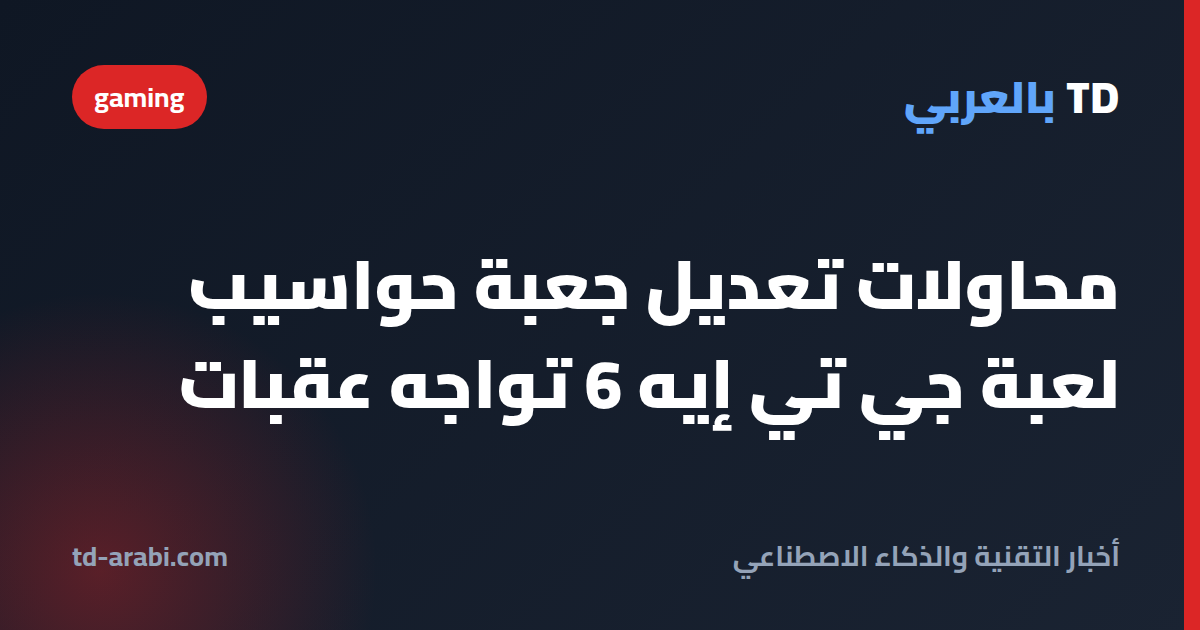 TD بالعربي
gaming
محاولات تعديل جعبة حواسيب
لعبة جي تي إيه 6 تواجه عقبات
أخبار التقنية والذكاء الاصطناعي
td-arabi.com